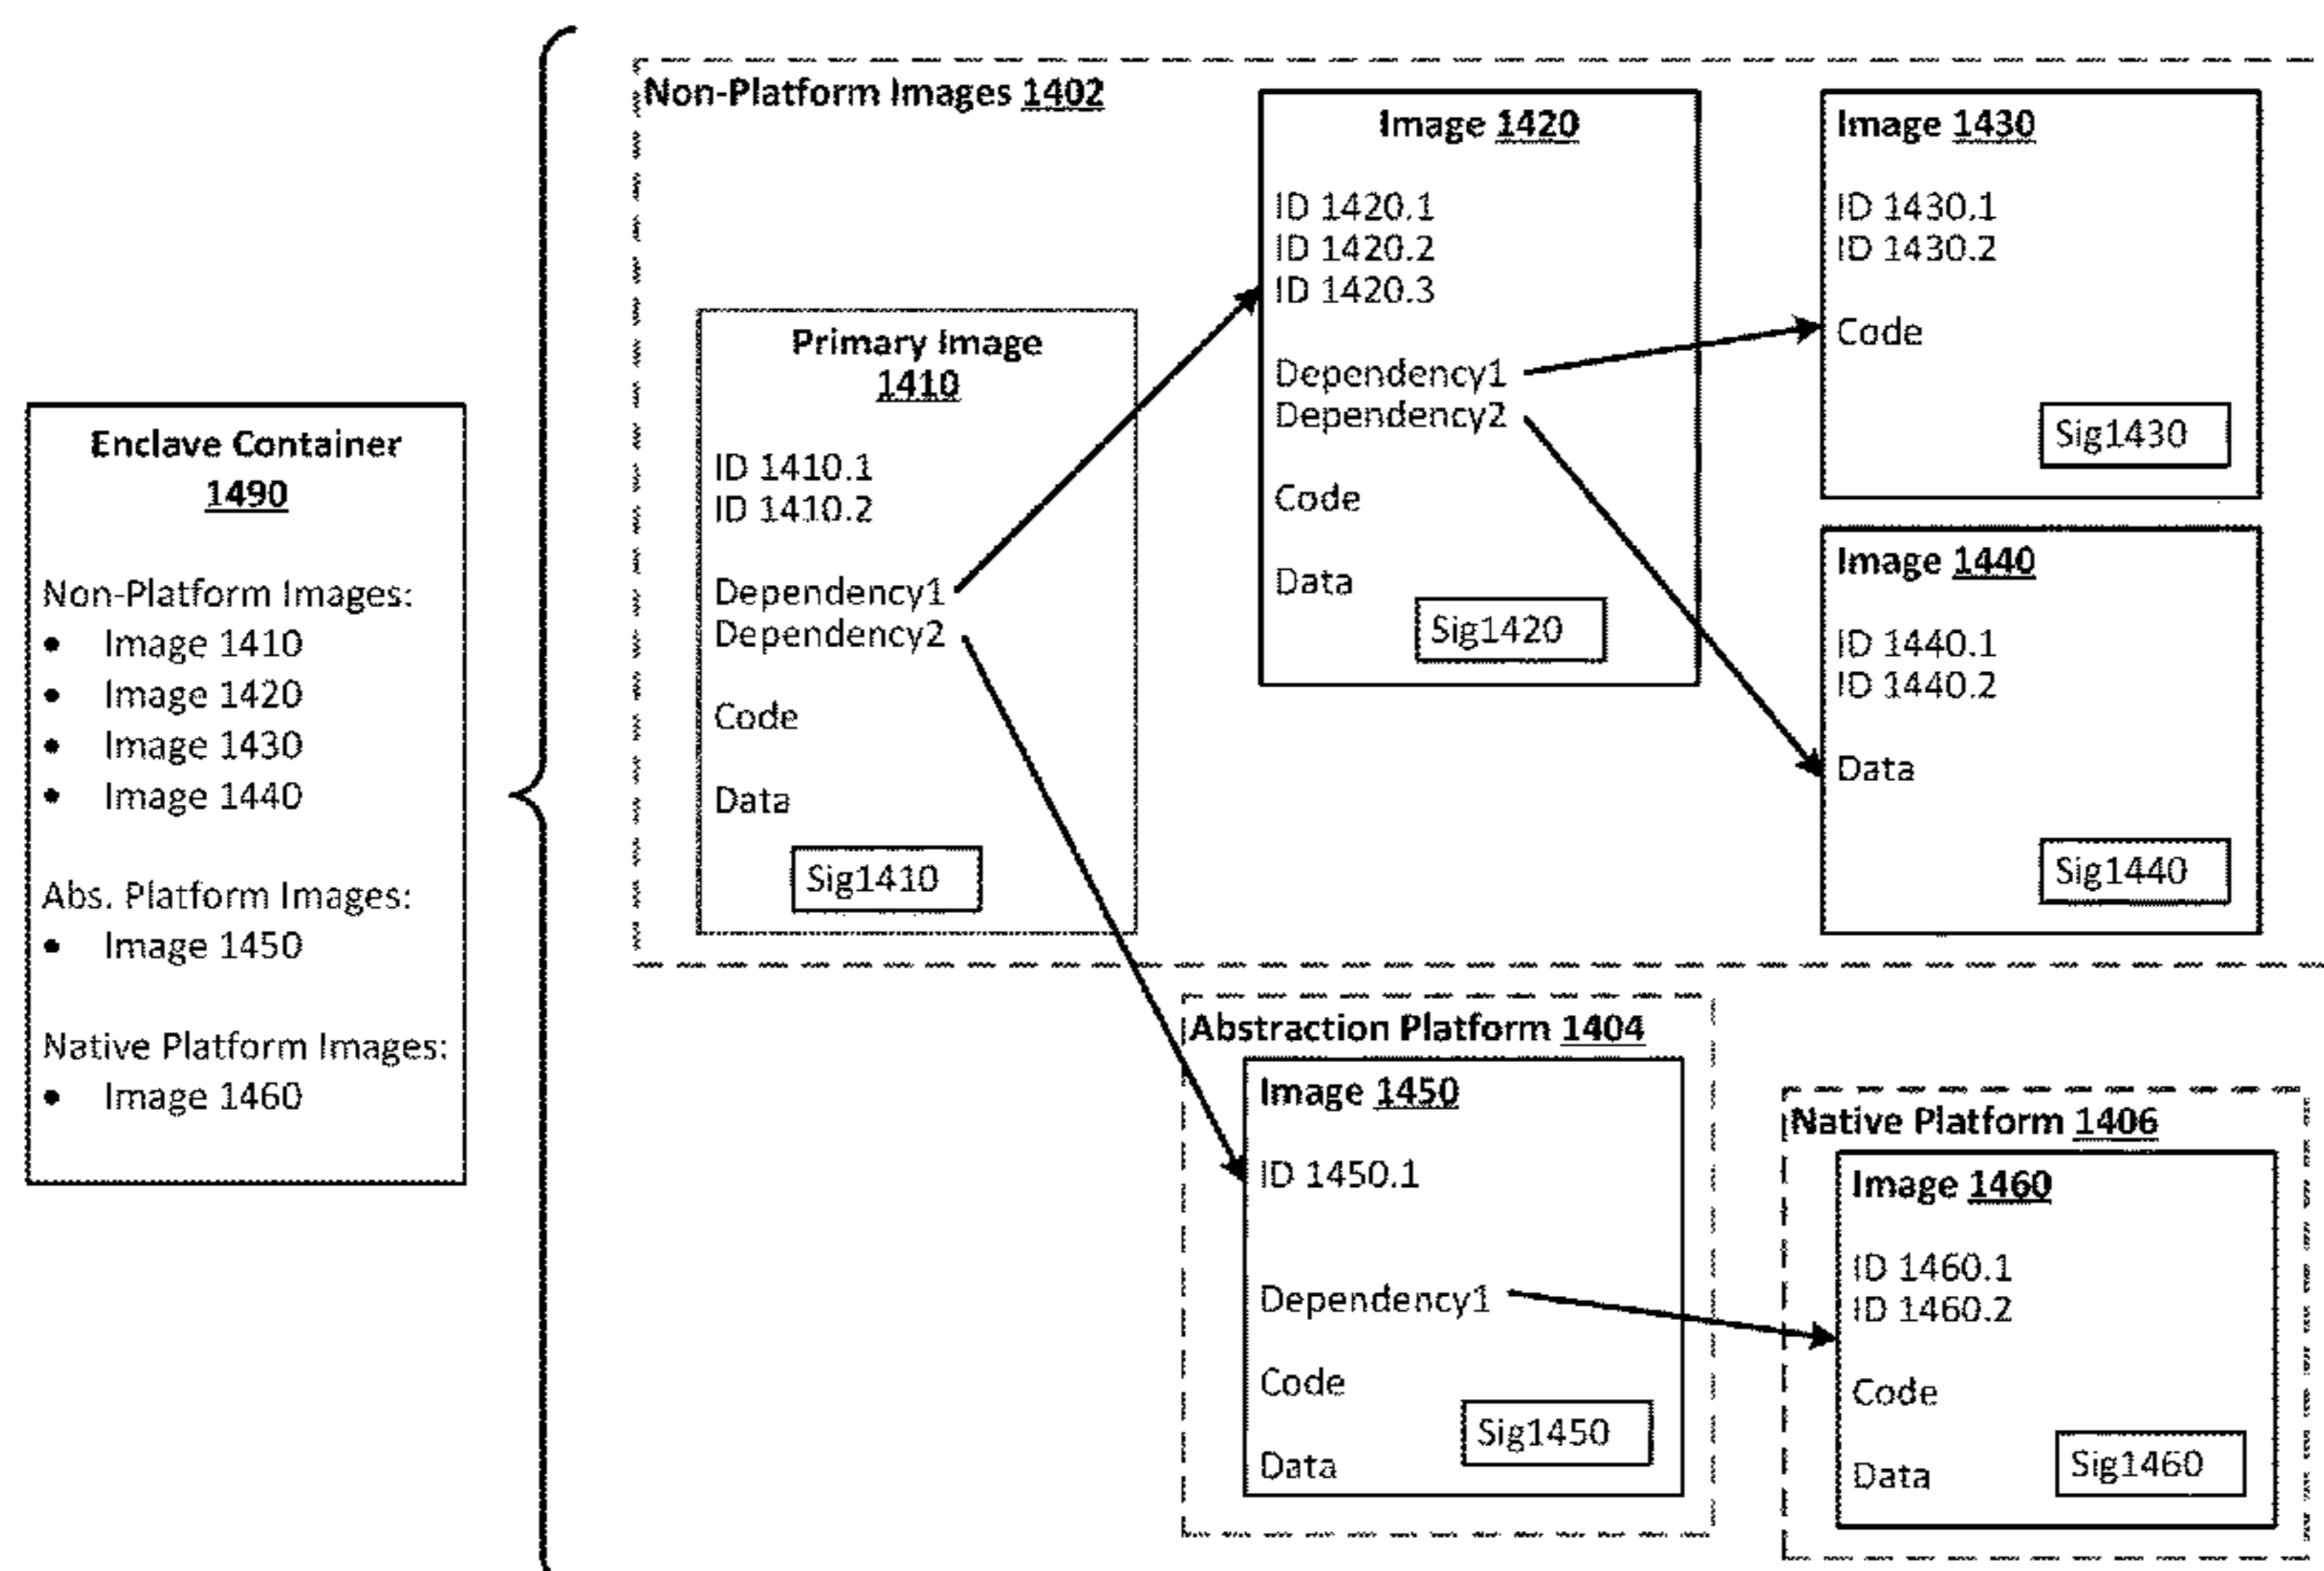 Enclave Container
1490
Non-Platform Images:
• Image 1410
• Image 1420
• Image 1430
• Image 1440
Abs. Platform Images:
• Image 1450
Native Platform Images:
• Image 1460
Non-Platform Images 1402
Primary Image
1410
ID 1410.1
ID 1410.2
Dependency1
Dependency2
Code
Data
Sig1410
Image 1420
ID 1420.1
ID 1420.2
ID 1420.3
Dependency1
Dependency2
Code
Data
Sig1420
Image 1430
ID 1430.1
ID 1430.2
Code
Sig1430
Image 1440
ID 1440.1
ID 1440.2
Data
Sig1440
Abstraction Platform 1404
Image 1450
ID 1450.1
Dependency1
Code
Data
Sig1450
Native Platform 1406
Image 1460
ID 1460.1
ID 1460.2
Code
Data
Sig1460